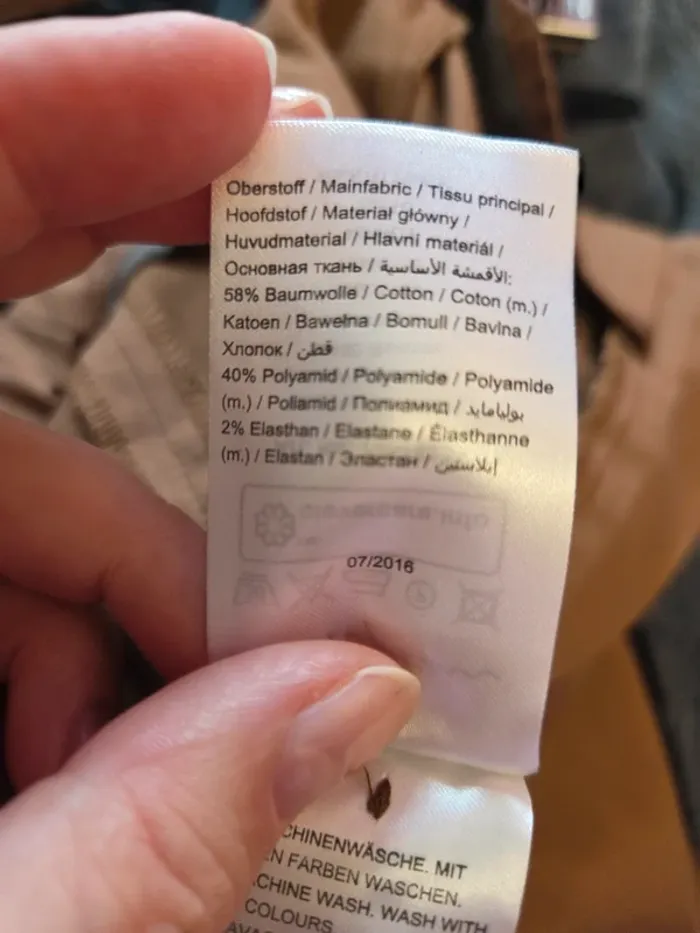 Oberstoff / Mainfabric / Tissu principal /
Hoofdstof / Materiał główny /
Huvudmaterial / Hlavní materiál /
Основная ткань / الأقمشة الأساسية:
58% Baumwolle / Cotton / Coton (m.) /
Katoen / Bawełna / Bomull / Bavlna /
Хлопок / قطن
40% Polyamid / Polyamide / Polyamide
(m.) / Poliamid / Полиамид / بوليامايد
2% Elasthan / Elastane / Élasthanne
(m.) / Elastan / Эластан / إيلاستين
07/2016
CHINENWÄSCHE. MIT
EN FARBEN WASCHEN.
CHINE WASH. WASH WITH
COLOURS